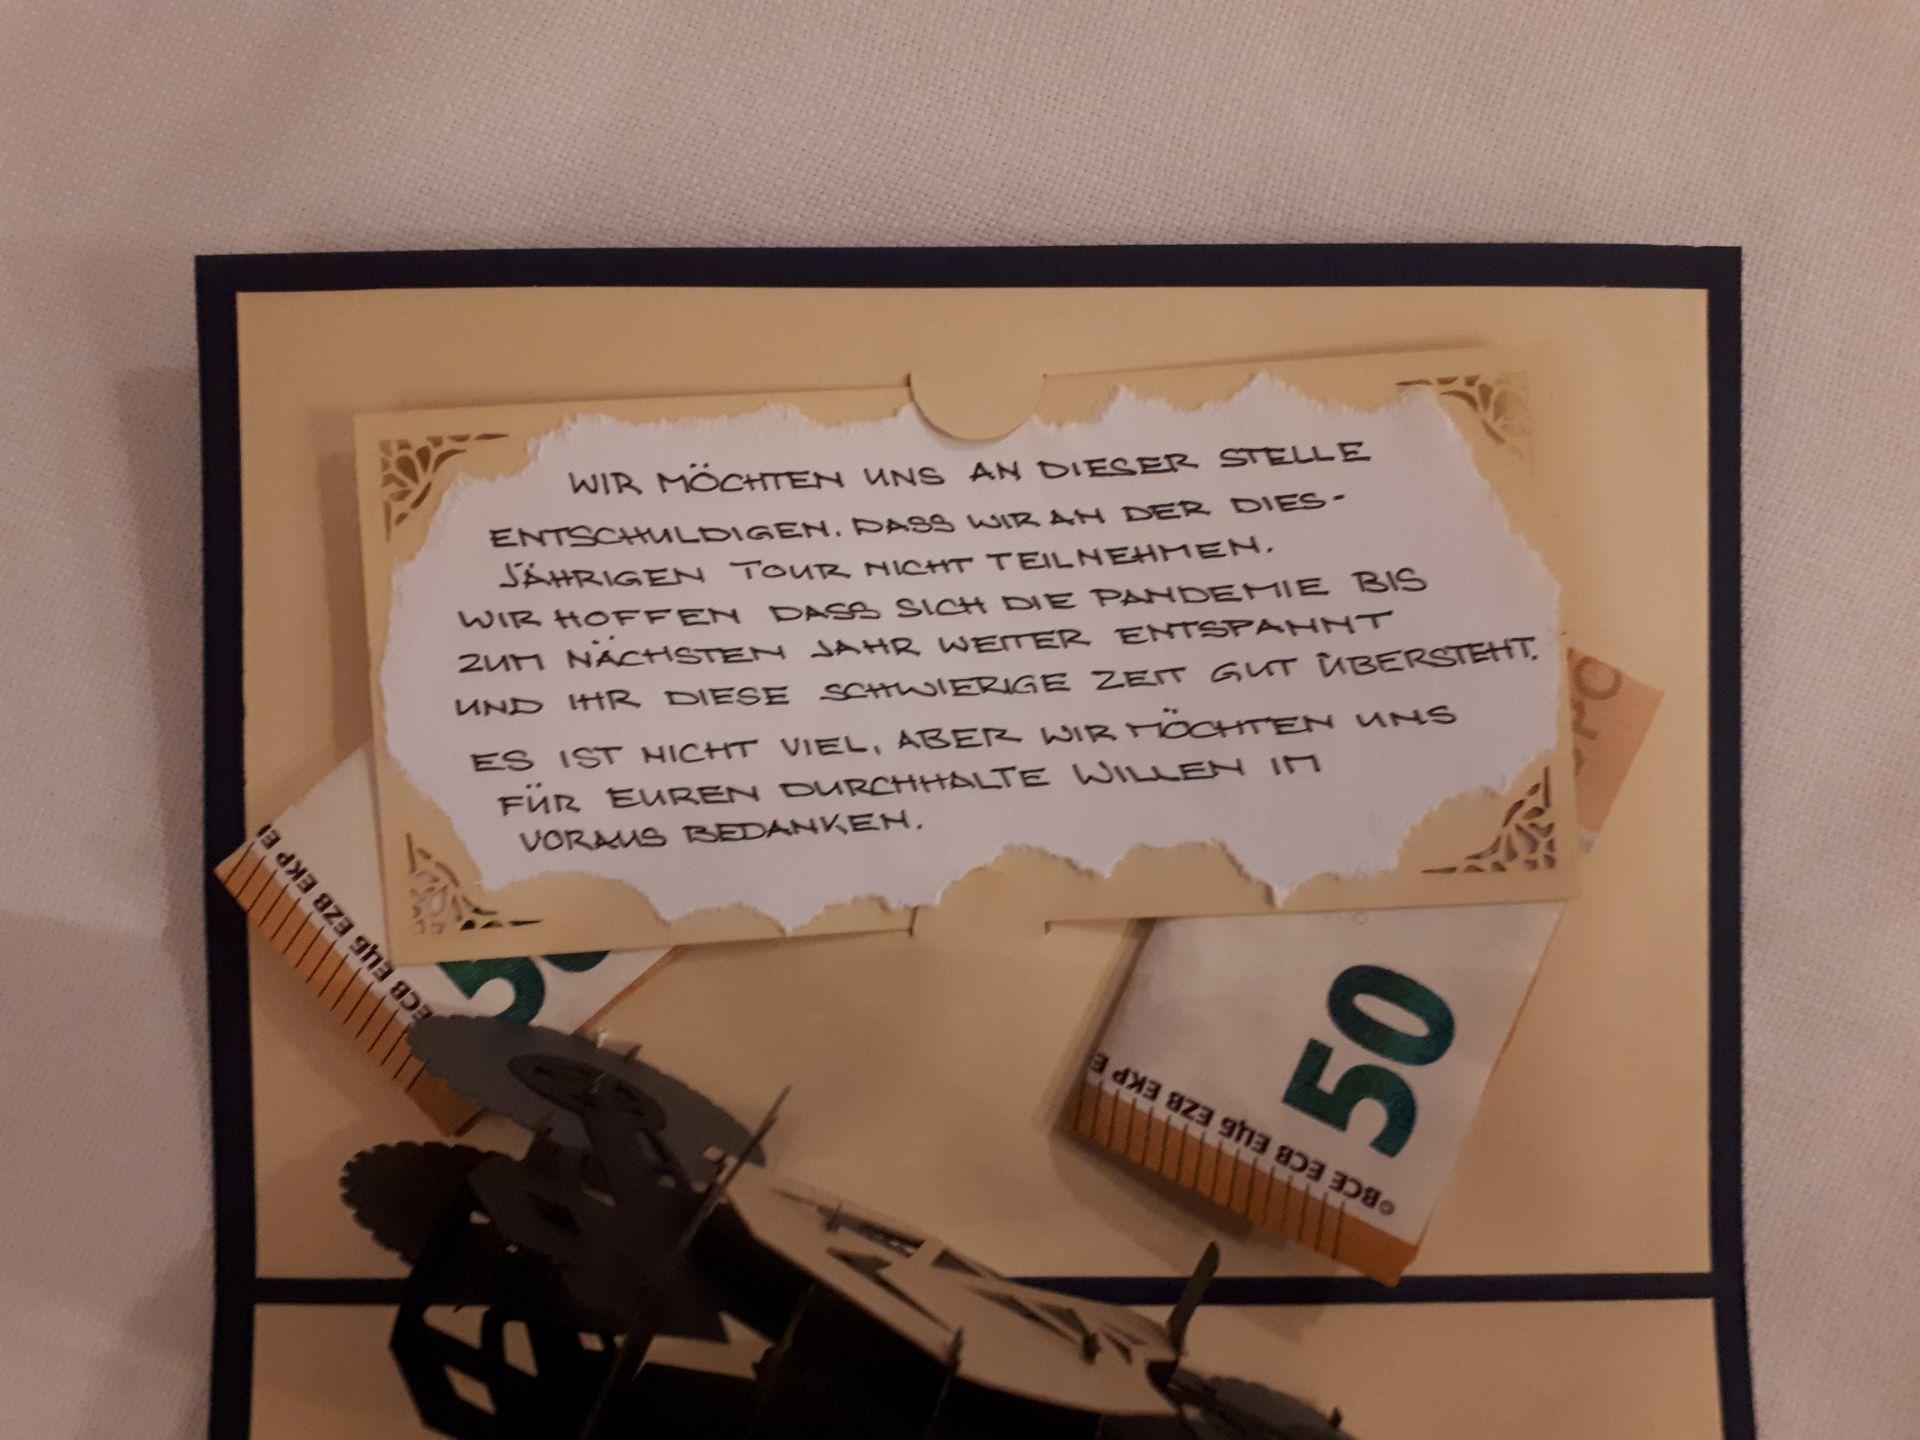 WIR MÖCHTEN UNS AN DIESER STELLE
ENTSCHULDIGEN. DASS WIR AN DER DIES-
JÄHRIGEN TOUR NICHT TEILNEHMEN.
WIR HOFFEN DASS SICH DIE PANDEMIE BIS
ZUM NÄCHSTEN JAHR WEITER ENTSPANNT
UND IHR DIESE SCHWIERIGE ZEIT GUT ÜBERSTEHT.
ES IST NICHT VIEL, ABER WIR MÖCHTEN UNS
FÜR EUREN DURCHHALTE WILLEN IM
VORAUS BEDANKEN.
ECB ЕЦБ EZB EKP E
50
50
©BCE ECB ЕЦБ EZB EKP E